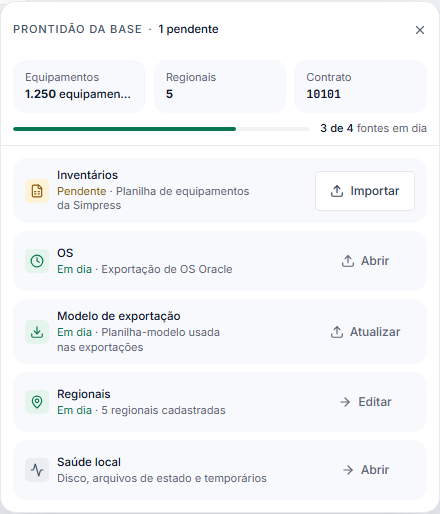 PRONTIDÃO DA BASE · 1 pendente
Equipamentos
1.250 equipamen...
Regionais
5
Contrato
10101
3 de 4 fontes em dia
Inventários
Pendente · Planilha de equipamentos
da Simpress
Importar
OS
Em dia · Exportação de OS Oracle
Abrir
Modelo de exportação
Em dia · Planilha-modelo usada
nas exportações
Atualizar
Regionais
Em dia · 5 regionais cadastradas
Editar
Saúde local
Disco, arquivos de estado e temporários
Abrir